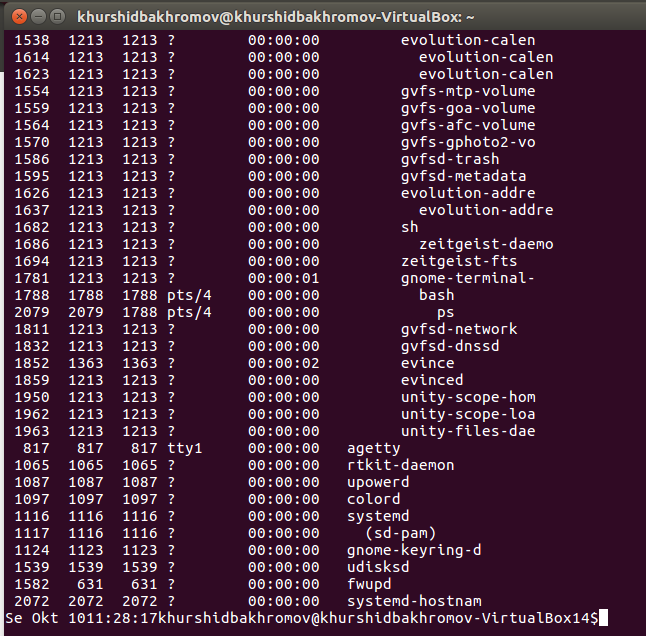 khurshidbakhromov@khurshidbakhromov-VirtualBox: ~
1538 1213 1213 ? 00:00:00 evolution-calen
1614 1213 1213 ? 00:00:00 evolution-calen
1623 1213 1213 ? 00:00:00 evolution-calen
1554 1213 1213 ? 00:00:00 gvfs-mtp-volume
1559 1213 1213 ? 00:00:00 gvfs-goa-volume
1564 1213 1213 ? 00:00:00 gvfs-afc-volume
1570 1213 1213 ? 00:00:00 gvfs-gphoto2-vo
1586 1213 1213 ? 00:00:00 gvfsd-trash
1595 1213 1213 ? 00:00:00 gvfsd-metadata
1626 1213 1213 ? 00:00:00 evolution-addre
1637 1213 1213 ? 00:00:00 evolution-addre
1682 1213 1213 ? 00:00:00 sh
1686 1213 1213 ? 00:00:00 zeitgeist-daemo
1694 1213 1213 ? 00:00:00 zeitgeist-fts
1781 1213 1213 ? 00:00:01 gnome-terminal-
1788 1788 1788 pts/4 00:00:00 bash
2079 2079 1788 pts/4 00:00:00 ps
1811 1213 1213 ? 00:00:00 gvfsd-network
1832 1213 1213 ? 00:00:00 gvfsd-dnssd
1852 1363 1363 ? 00:00:02 evince
1859 1213 1213 ? 00:00:00 evinced
1950 1213 1213 ? 00:00:00 unity-scope-hom
1962 1213 1213 ? 00:00:00 unity-scope-loa
1963 1213 1213 ? 00:00:00 unity-files-dae
817 817 817 tty1 00:00:00 agetty
1065 1065 1065 ? 00:00:00 rtkit-daemon
1087 1087 1087 ? 00:00:00 upowerd
1097 1097 1097 ? 00:00:00 colord
1116 1116 1116 ? 00:00:00 systemd
1117 1116 1116 ? 00:00:00 (sd-pam)
1124 1123 1123 ? 00:00:00 gnome-keyring-d
1539 1539 1539 ? 00:00:00 udisksd
1582 631 631 ? 00:00:00 fwupd
2072 2072 2072 ? 00:00:00 systemd-hostnam
Se Okt 1011:28:17khurshidbakhromov@khurshidbakhromov-VirtualBox14$